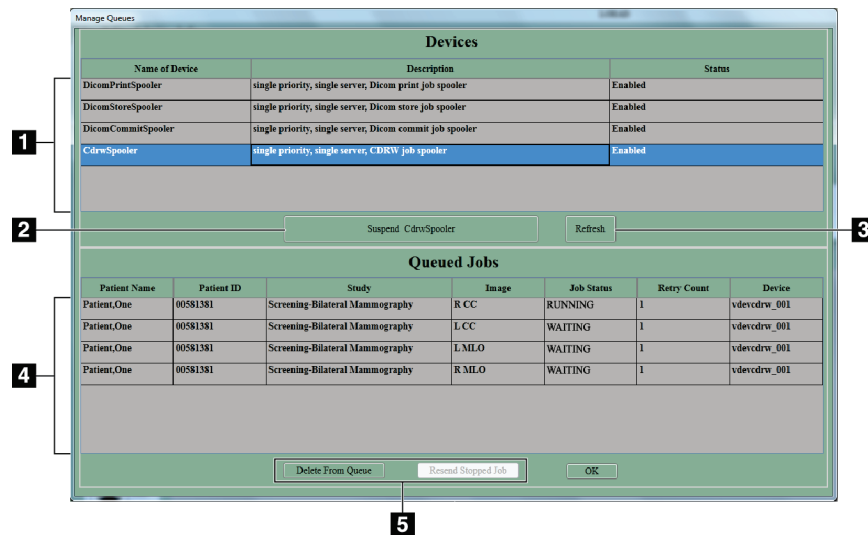 Manage Queues
Devices
Name of Device Description Status
DicomPrintSpooler single priority, single server, Dicom print job spooler Enabled
DicomStoreSpooler single priority, single server, Dicom store job spooler Enabled
DicomCommitSpooler single priority, single server, Dicom commit job spooler Enabled
1
CdrwSpooler single priority, single server, CDRW job spooler Enabled
2 Suspend CdrwSpooler Refresh 3
Queued Jobs
Patient Name Patient ID Study Image Job Status Retry Count Device
Patient,One 00581381 Screening-Bilateral Mammography R CC RUNNING 1 vdevcdrw_001
Patient,One 00581381 Screening-Bilateral Mammography L CC WAITING 1 vdevcdrw_001
Patient,One 00581381 Screening-Bilateral Mammography L MLO WAITING 1 vdevcdrw_001
4 Patient,One 00581381 Screening-Bilateral Mammography R MLO WAITING 1 vdevcdrw_001
Delete From Queue Resend Stopped Job OK
5